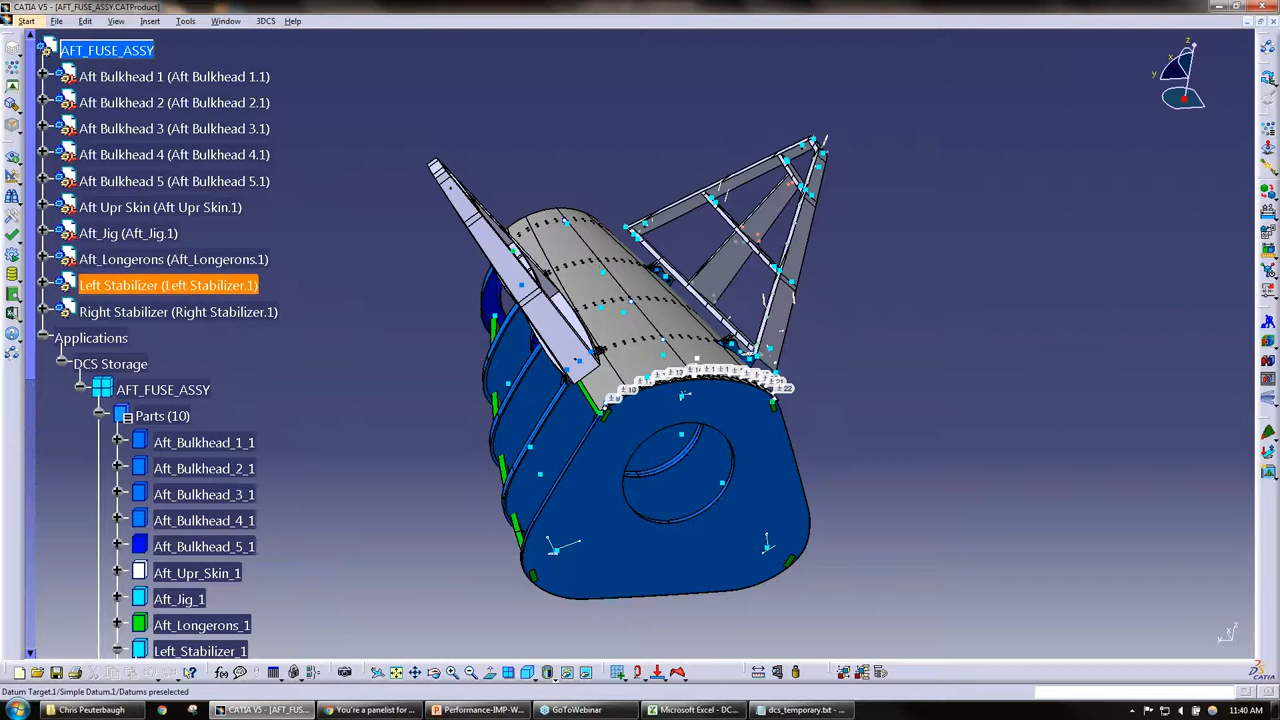 CATIA V5 - [AFT_FUSE_ASSY.CATProduct]
Start File Edit View Insert Tools Window 3DCS Help
AFT_FUSE_ASSY
Aft Bulkhead 1 (Aft Bulkhead 1.1)
Aft Bulkhead 2 (Aft Bulkhead 2.1)
Aft Bulkhead 3 (Aft Bulkhead 3.1)
Aft Bulkhead 4 (Aft Bulkhead 4.1)
Aft Bulkhead 5 (Aft Bulkhead 5.1)
Aft Upr Skin (Aft Upr Skin.1)
Aft_Jig (Aft_Jig.1)
Aft_Longerons (Aft_Longerons.1)
Left Stabilizer (Left Stabilizer.1)
Right Stabilizer (Right Stabilizer.1)
Applications
DCS Storage
AFT_FUSE_ASSY
Parts (10)
Aft_Bulkhead_1_1
Aft_Bulkhead_2_1
Aft_Bulkhead_3_1
Aft_Bulkhead_4_1
Aft_Bulkhead_5_1
Aft_Upr_Skin_1
Aft_Jig_1
Aft_Longerons_1
Left_Stabilizer_1
z
x
y
9
10
13
22
Datum Target.1/Simple Datum.1/Datums preselected
Chris Peuterbaugh
CATIA V5 - [AFT_FUS...
You're a panelist for ...
Performance-IMP-W...
GoToWebinar
Microsoft Excel - DC...
dcs_temporary.txt - ...
11:40 AM